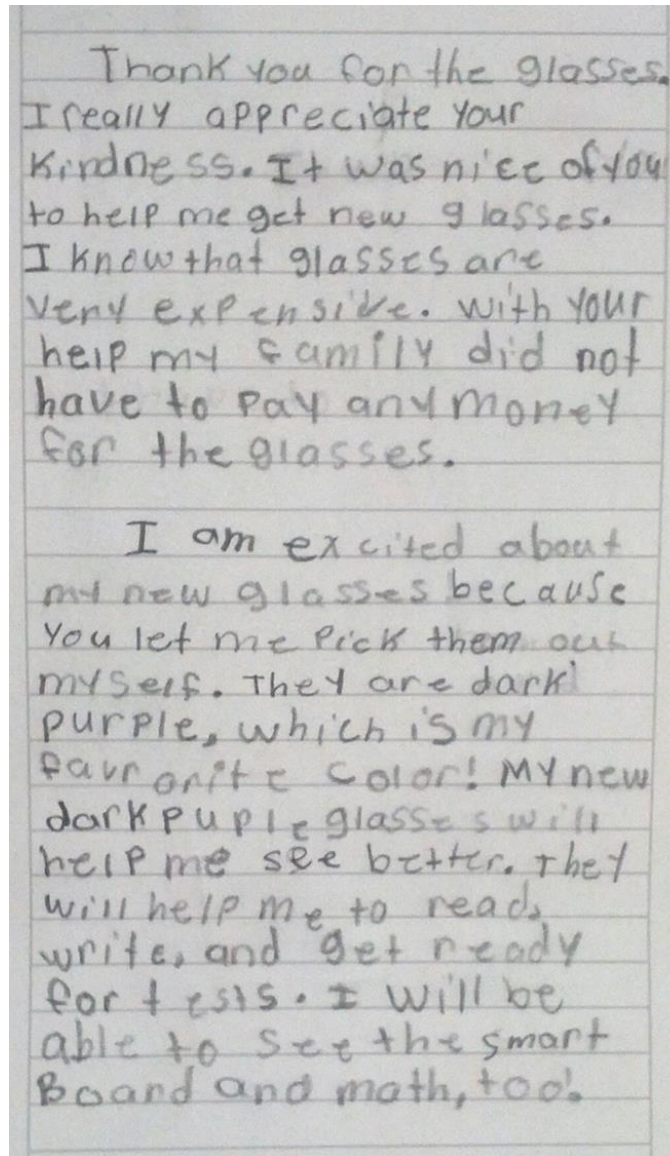 Thank you for the glasses.
I really appreciate your
kindness. It was nice of you
to help me get new glasses.
I know that glasses are
very expensive. With your
help my family did not
have to pay any money
for the glasses.
I am excited about
my new glasses because
you let me pick them out
myself. They are dark
purple, which is my
favrorite color! My new
dark puple glasses will
help me see better. They
will help me to read,
write, and get ready
for tests. I will be
able to see the smart
Board and math, too!